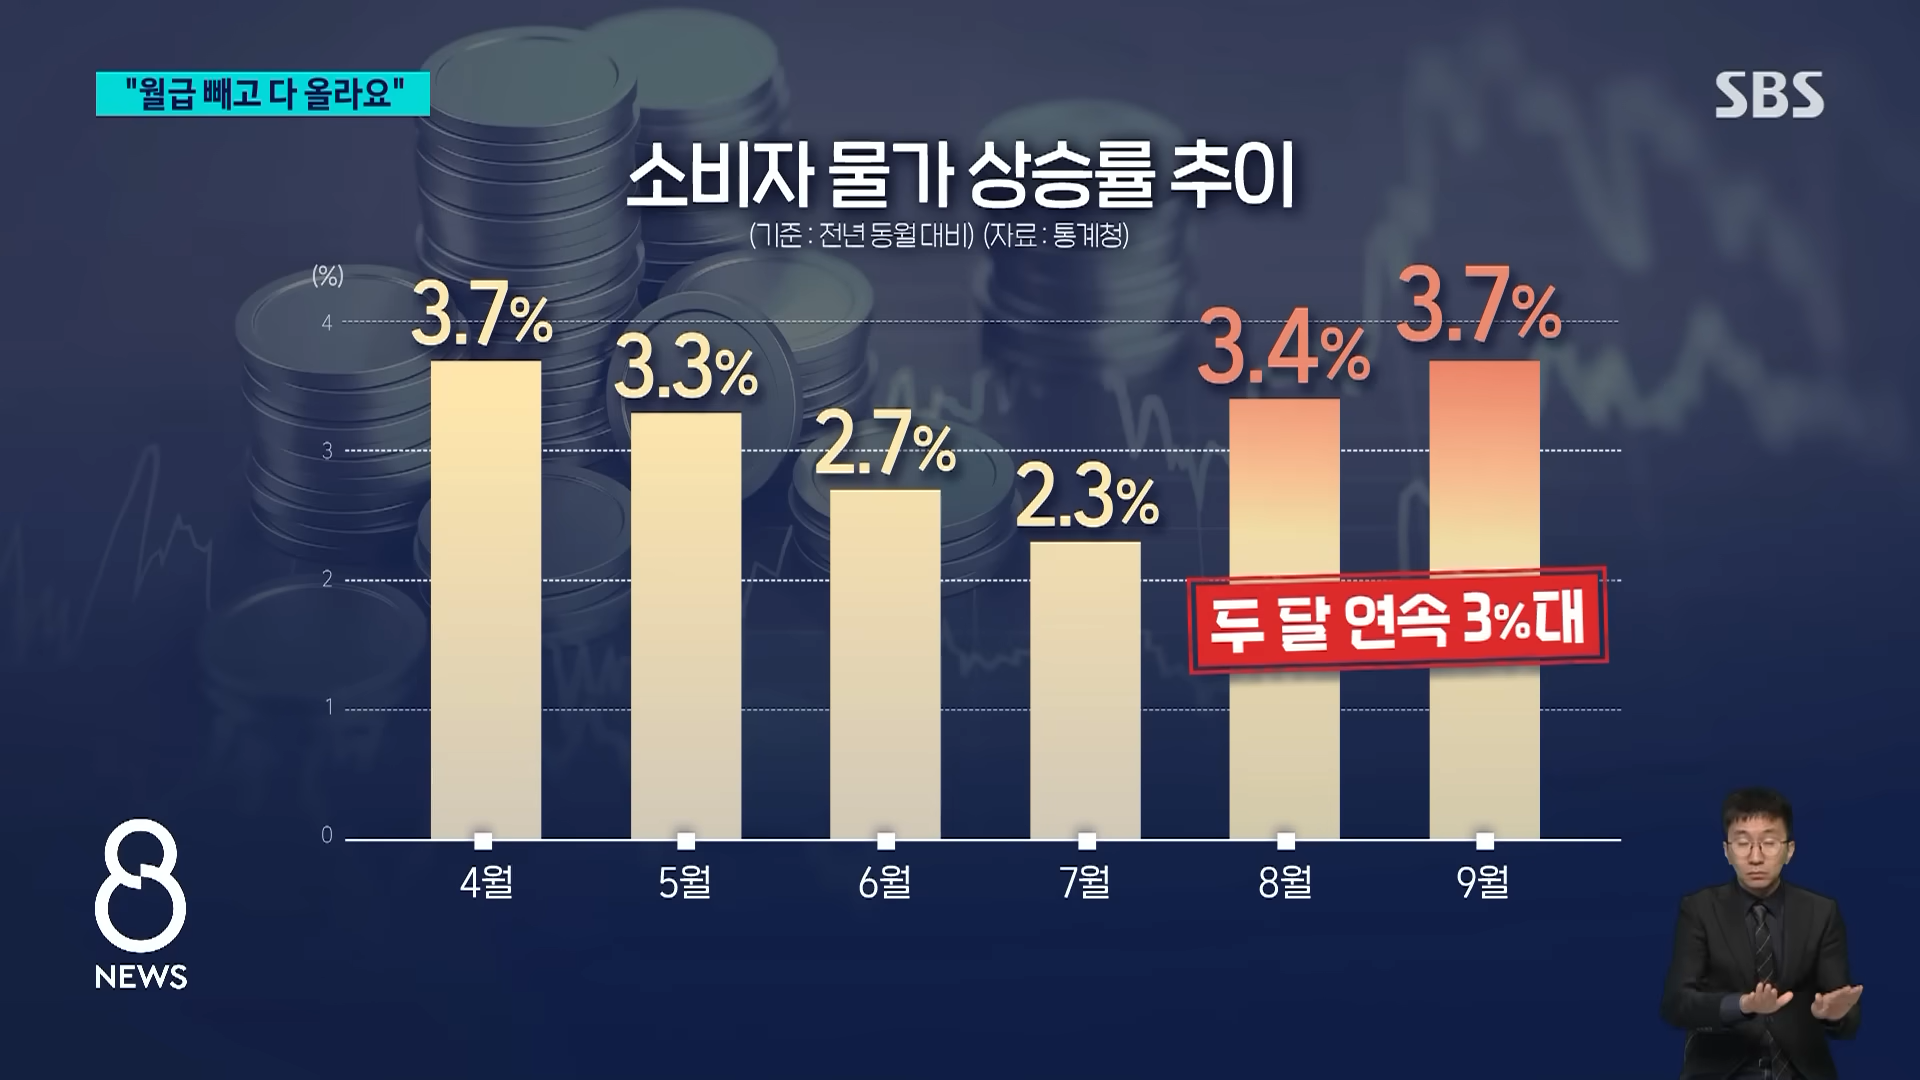 "월급 빼고 다 올라요"
SBS
소비자 물가 상승률 추이
(기준 : 전년 동월 대비) (자료 : 통계청)
(%)
4
3
2
1
0
3.7%
3.3%
2.7%
2.3%
3.4%
3.7%
두 달 연속 3%대
4월
5월
6월
7월
8월
9월
8
NEWS